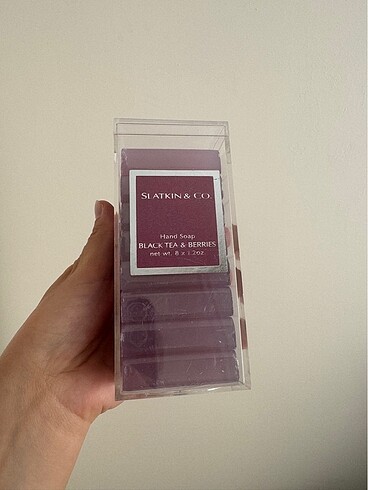 SLATKIN & CO.
Hand Soap
BLACK TEA & BERRIES
net wt. 8 x 1.2oz.